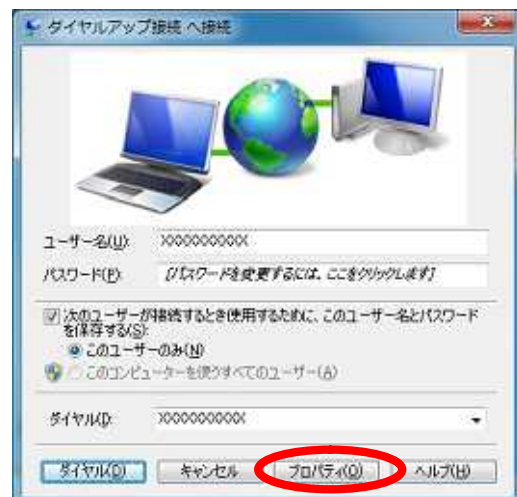 ダイヤルアップ接続 へ接続
ユーザー名(U): XXXXXXXXXX
パスワード(P): [パスワードを変更するには、ここをクリックします]
次のユーザーが接続するとき使用するために、このユーザー名とパスワード
を保存する(S):
このユーザーのみ(N)
このコンピューターを使うすべてのユーザー(A)
ダイヤル(I): XXXXXXXXXX
ダイヤル(D) キャンセル プロパティ(O) ヘルプ(H)